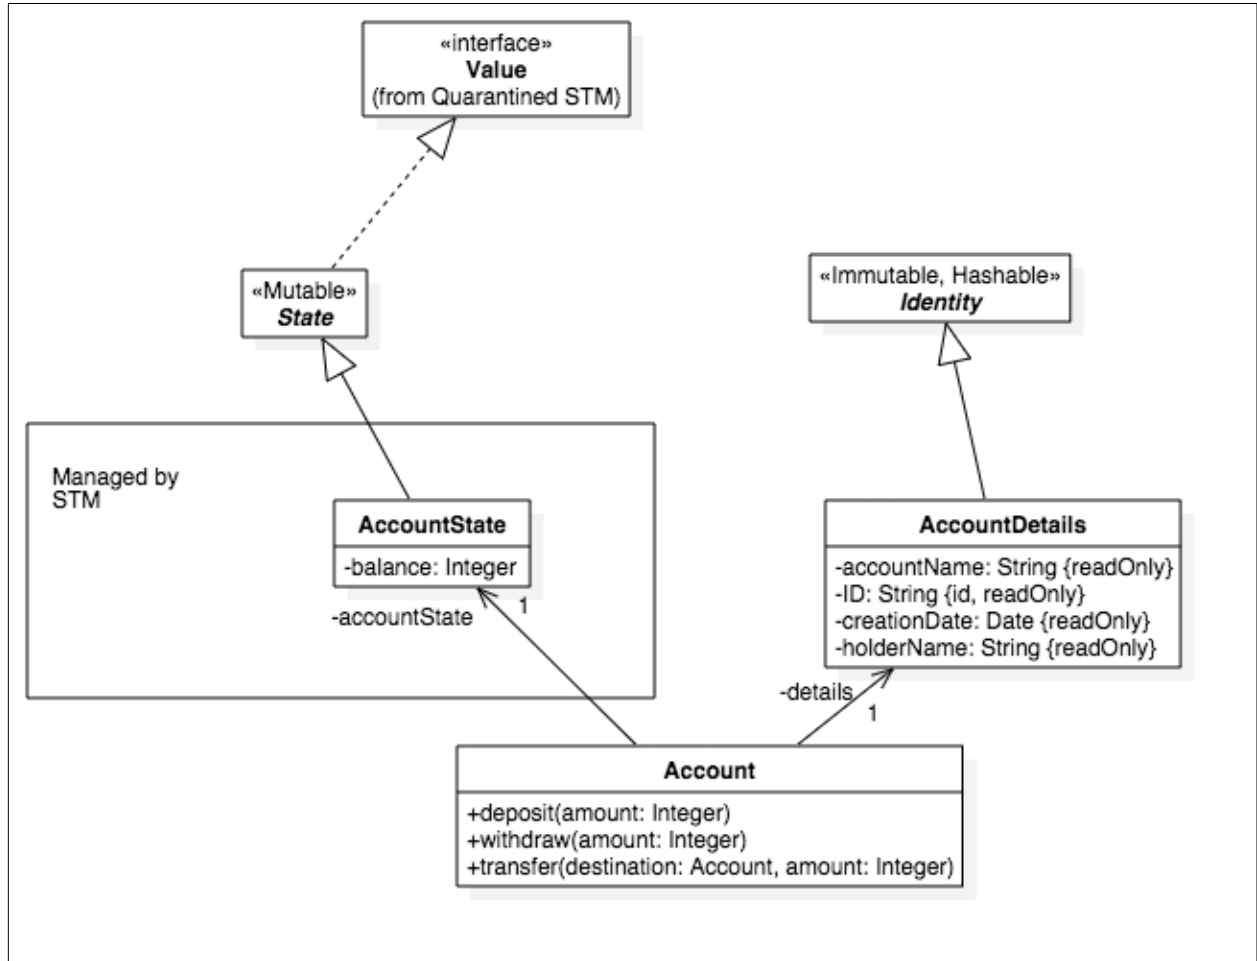 «interface»
Value
(from Quarantined STM)
«Mutable»
State
«Immutable, Hashable»
Identity
Managed by
STM
AccountState
-balance: Integer
-accountState
1
AccountDetails
-accountName: String {readOnly}
-ID: String {id, readOnly}
-creationDate: Date {readOnly}
-holderName: String {readOnly}
-details
1
Account
+deposit(amount: Integer)
+withdraw(amount: Integer)
+transfer(destination: Account, amount: Integer)